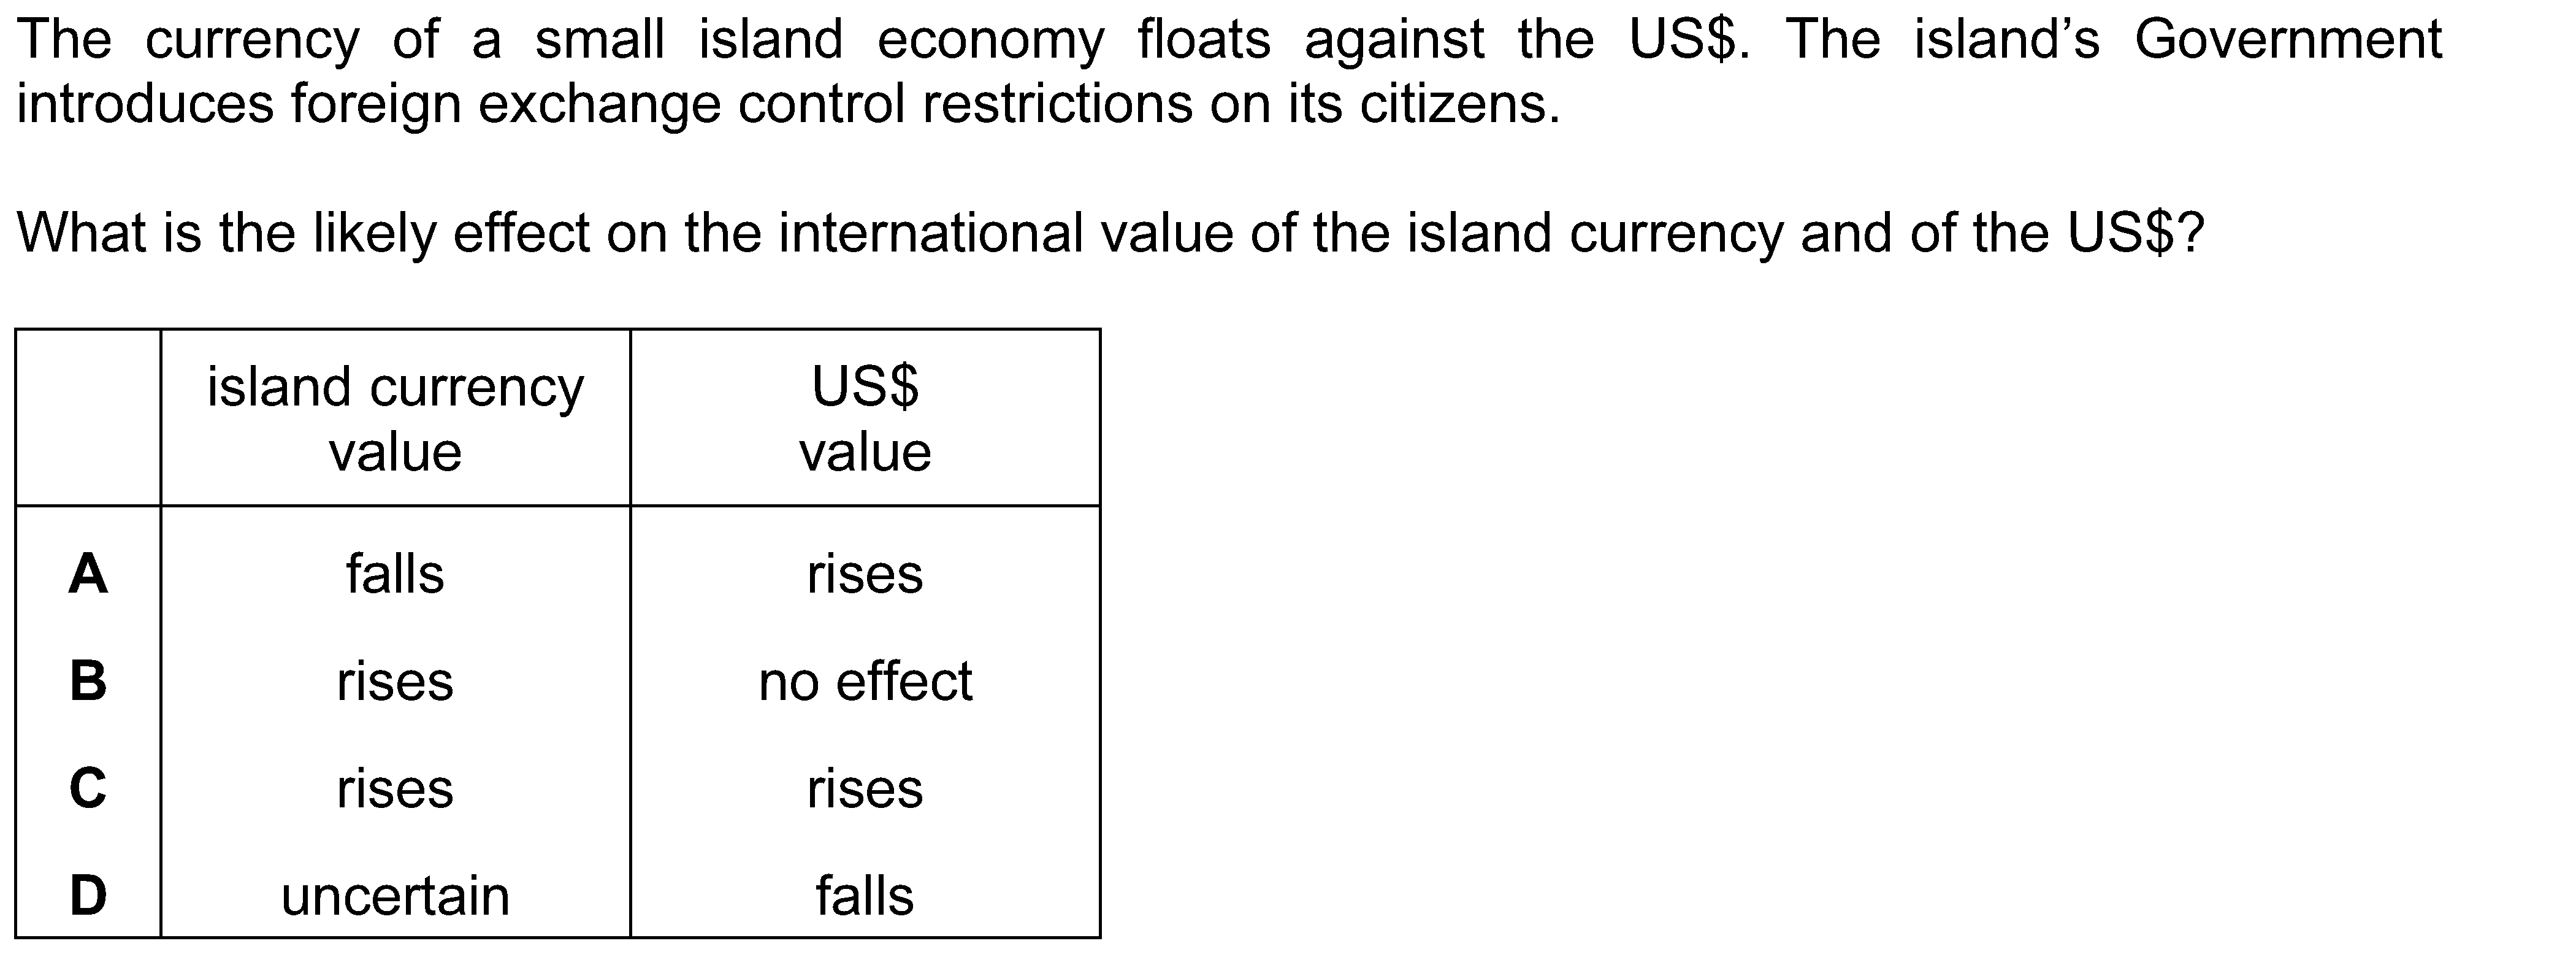 The currency of a small island economy floats against the US$. The island’s Government
introduces foreign exchange control restrictions on its citizens.
What is the likely effect on the international value of the island currency and of the US$?
island currency value US$ value
A falls rises
B rises no effect
C rises rises
D uncertain falls